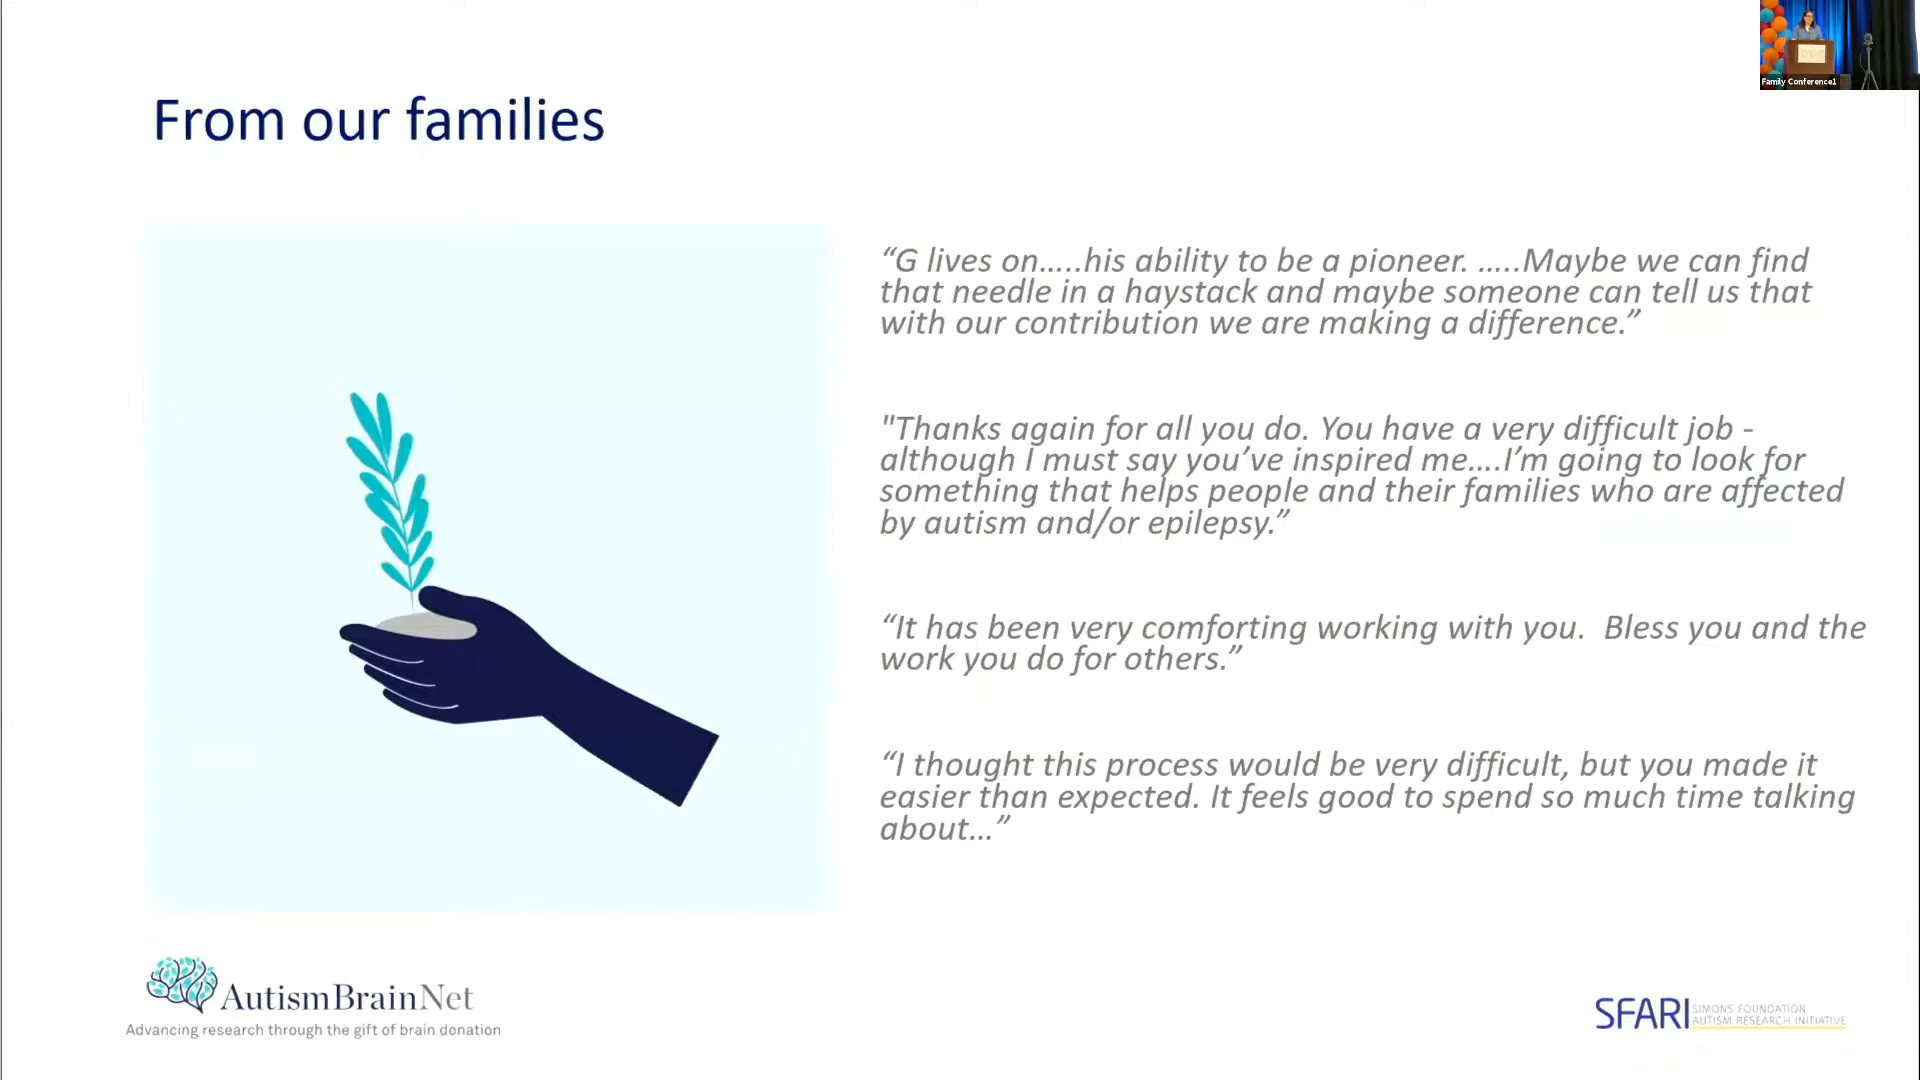 Family Conference1
From our families
“G lives on…..his ability to be a pioneer. …..Maybe we can find
that needle in a haystack and maybe someone can tell us that
with our contribution we are making a difference.”
"Thanks again for all you do. You have a very difficult job -
although I must say you’ve inspired me….I’m going to look for
something that helps people and their families who are affected
by autism and/or epilepsy.”
“It has been very comforting working with you.  Bless you and the
work you do for others.”
“I thought this process would be very difficult, but you made it
easier than expected. It feels good to spend so much time talking
about…”
AutismBrainNet
Advancing research through the gift of brain donation
SFARI
SIMONS FOUNDATION
AUTISM RESEARCH INITIATIVE